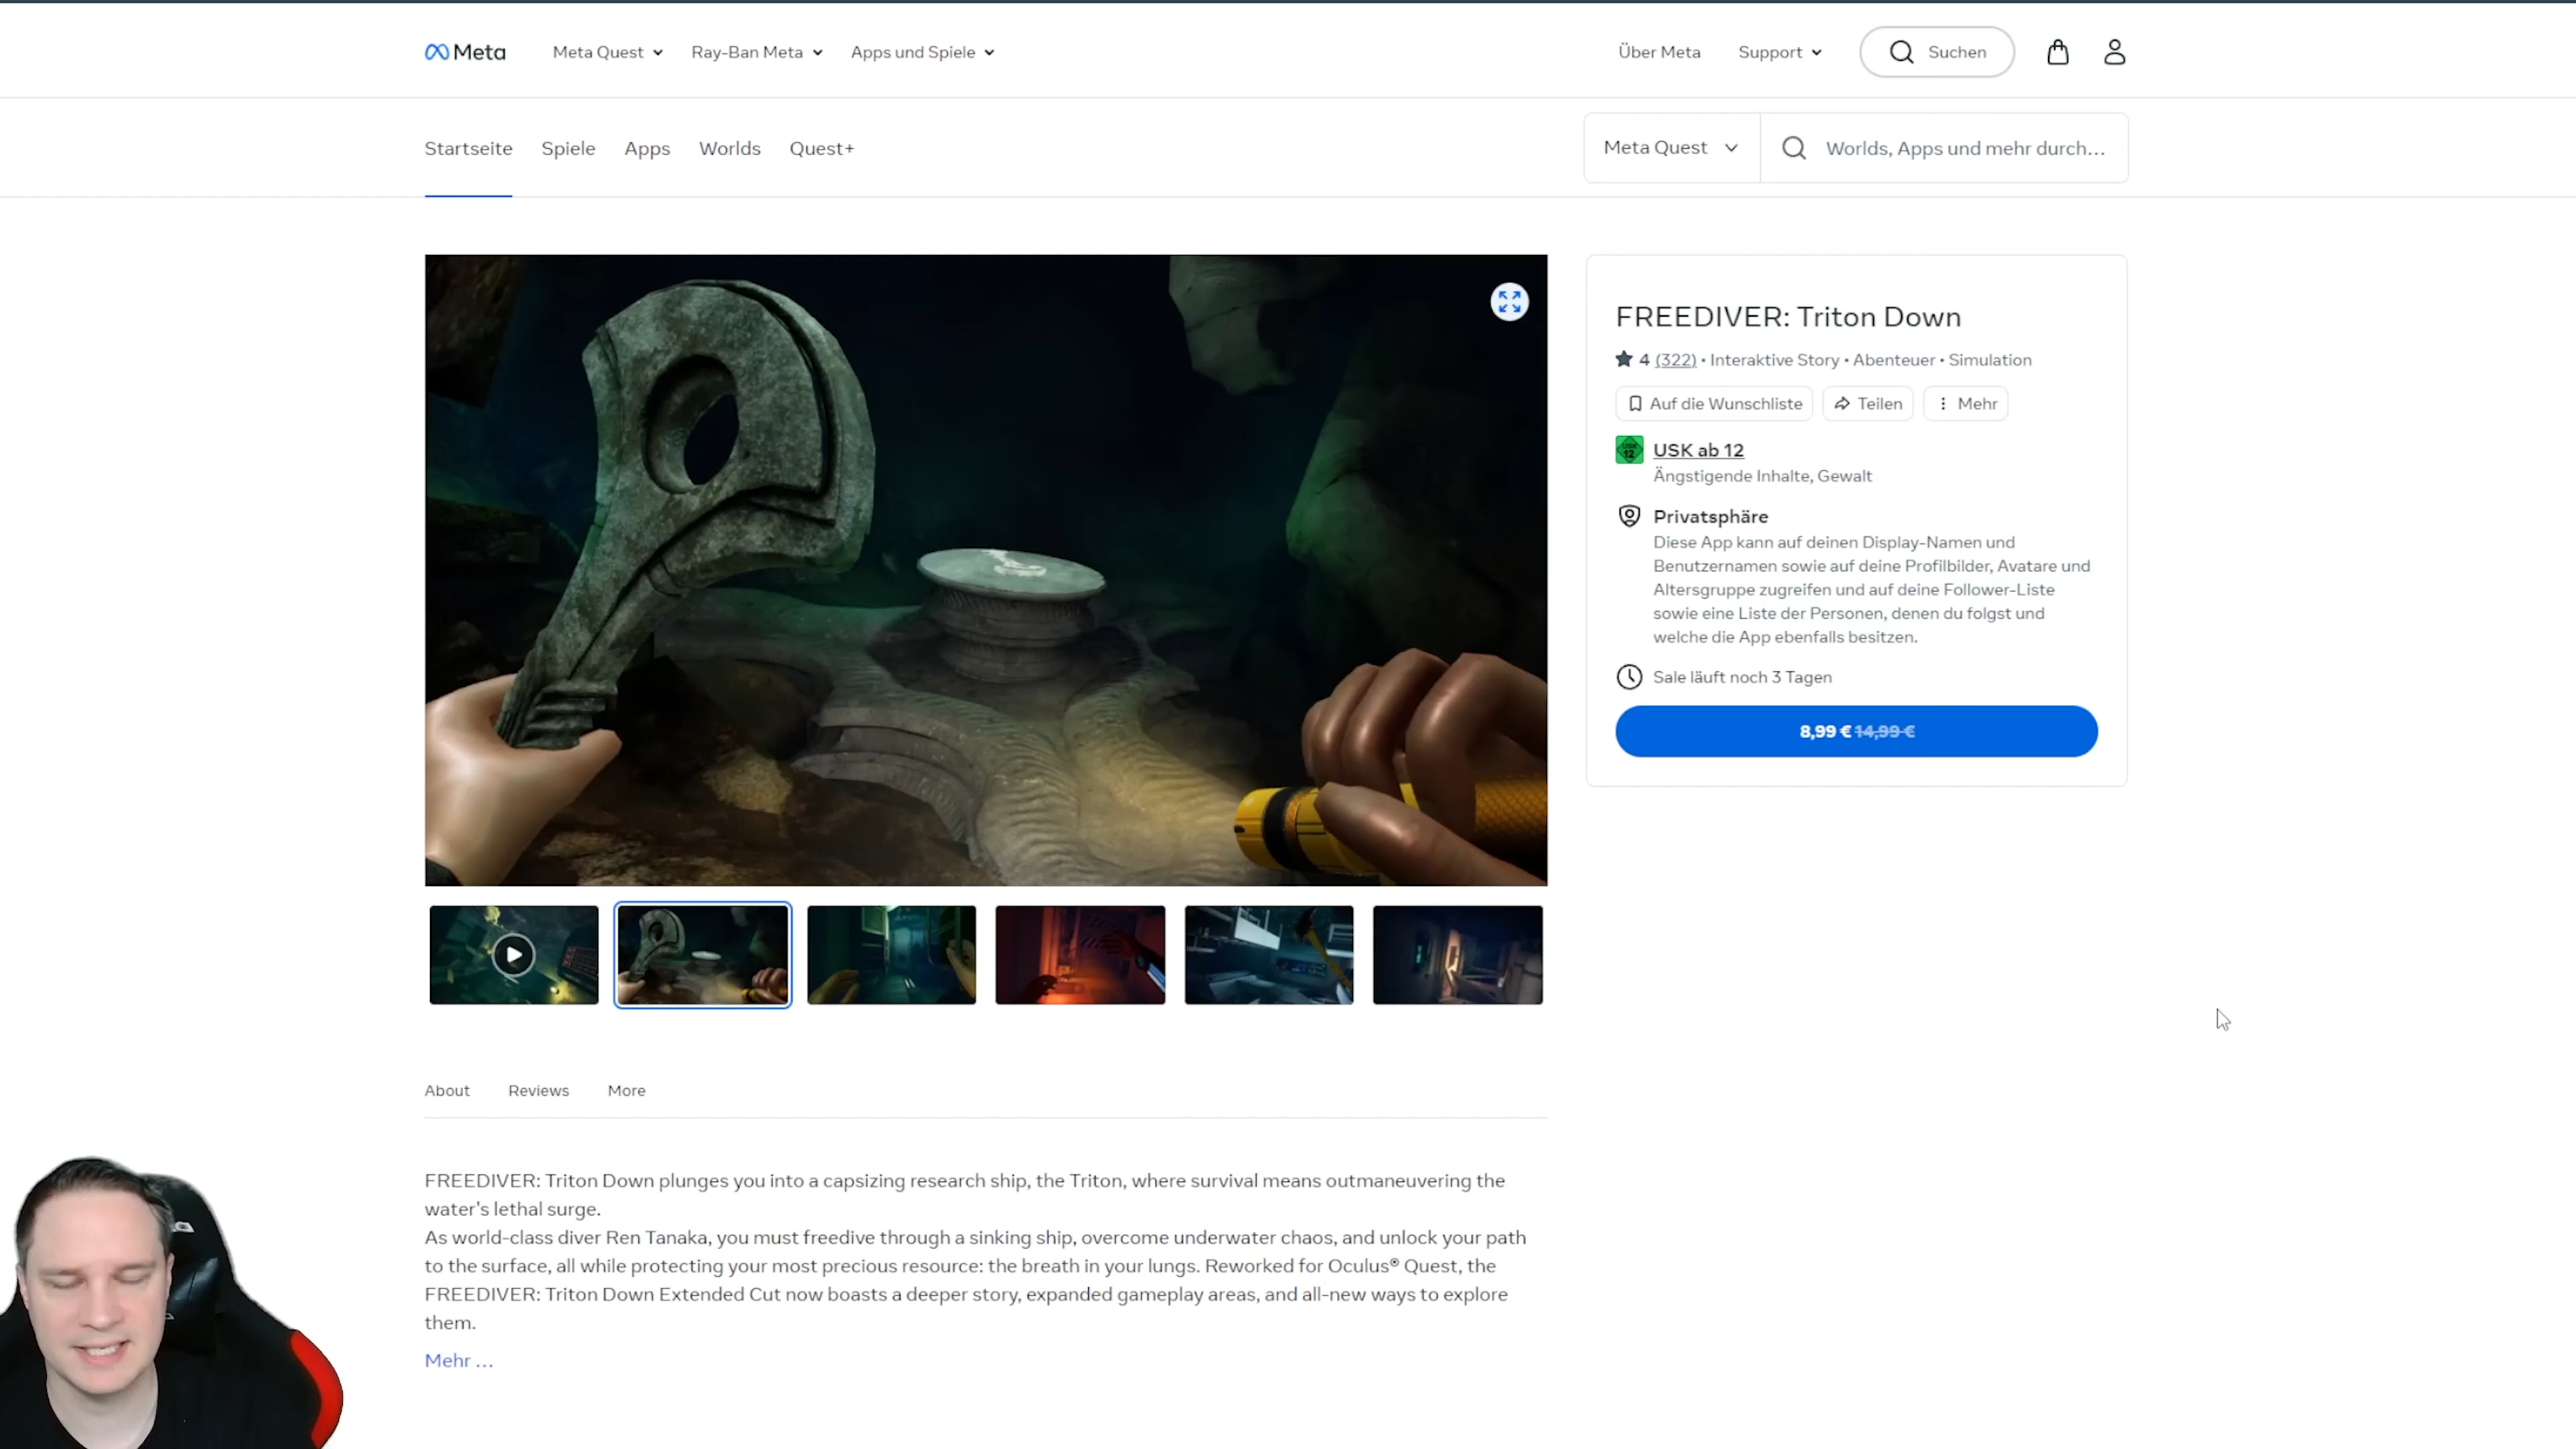 Meta
Meta Quest
Ray-Ban Meta
Apps und Spiele
Über Meta
Support
Suchen
Startseite
Spiele
Apps
Worlds
Quest+
Meta Quest
Worlds, Apps und mehr durch...
FREEDIVER: Triton Down
4 (322) • Interaktive Story • Abenteuer • Simulation
Auf die Wunschliste
Teilen
Mehr
USK
12
USK ab 12
Ängstigende Inhalte, Gewalt
Privatsphäre
Diese App kann auf deinen Display-Namen und
Benutzernamen sowie auf deine Profilbilder, Avatare und
Altersgruppe zugreifen und auf deine Follower-Liste
sowie eine Liste der Personen, denen du folgst und
welche die App ebenfalls besitzen.
Sale läuft noch 3 Tagen
8,99 € 14,99 €
About
Reviews
More
FREEDIVER: Triton Down plunges you into a capsizing research ship, the Triton, where survival means outmaneuvering the
water's lethal surge.
As world-class diver Ren Tanaka, you must freedive through a sinking ship, overcome underwater chaos, and unlock your path
to the surface, all while protecting your most precious resource: the breath in your lungs. Reworked for Oculus® Quest, the
FREEDIVER: Triton Down Extended Cut now boasts a deeper story, expanded gameplay areas, and all-new ways to explore
them.
Mehr ...